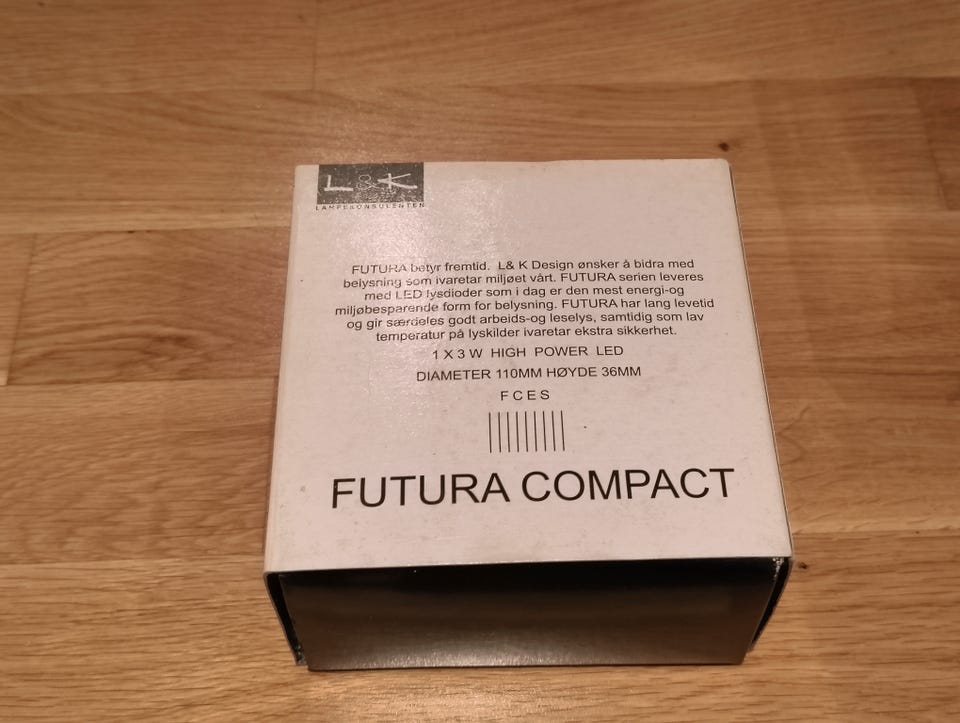 L & K
LAMPEKONSULENTEN
FUTURA betyr fremtid. L& K Design ønsker å bidra med
belysning som ivaretar miljøet vårt. FUTURA serien leveres
med LED lysdioder som i dag er den mest energi-og
miljøbesparende form for belysning. FUTURA har lang levetid
og gir særdeles godt arbeids-og leselys, samtidig som lav
temperatur på lyskilder ivaretar ekstra sikkerhet.
1 X 3 W HIGH POWER LED
DIAMETER 110MM HØYDE 36MM
F C E S
FUTURA COMPACT